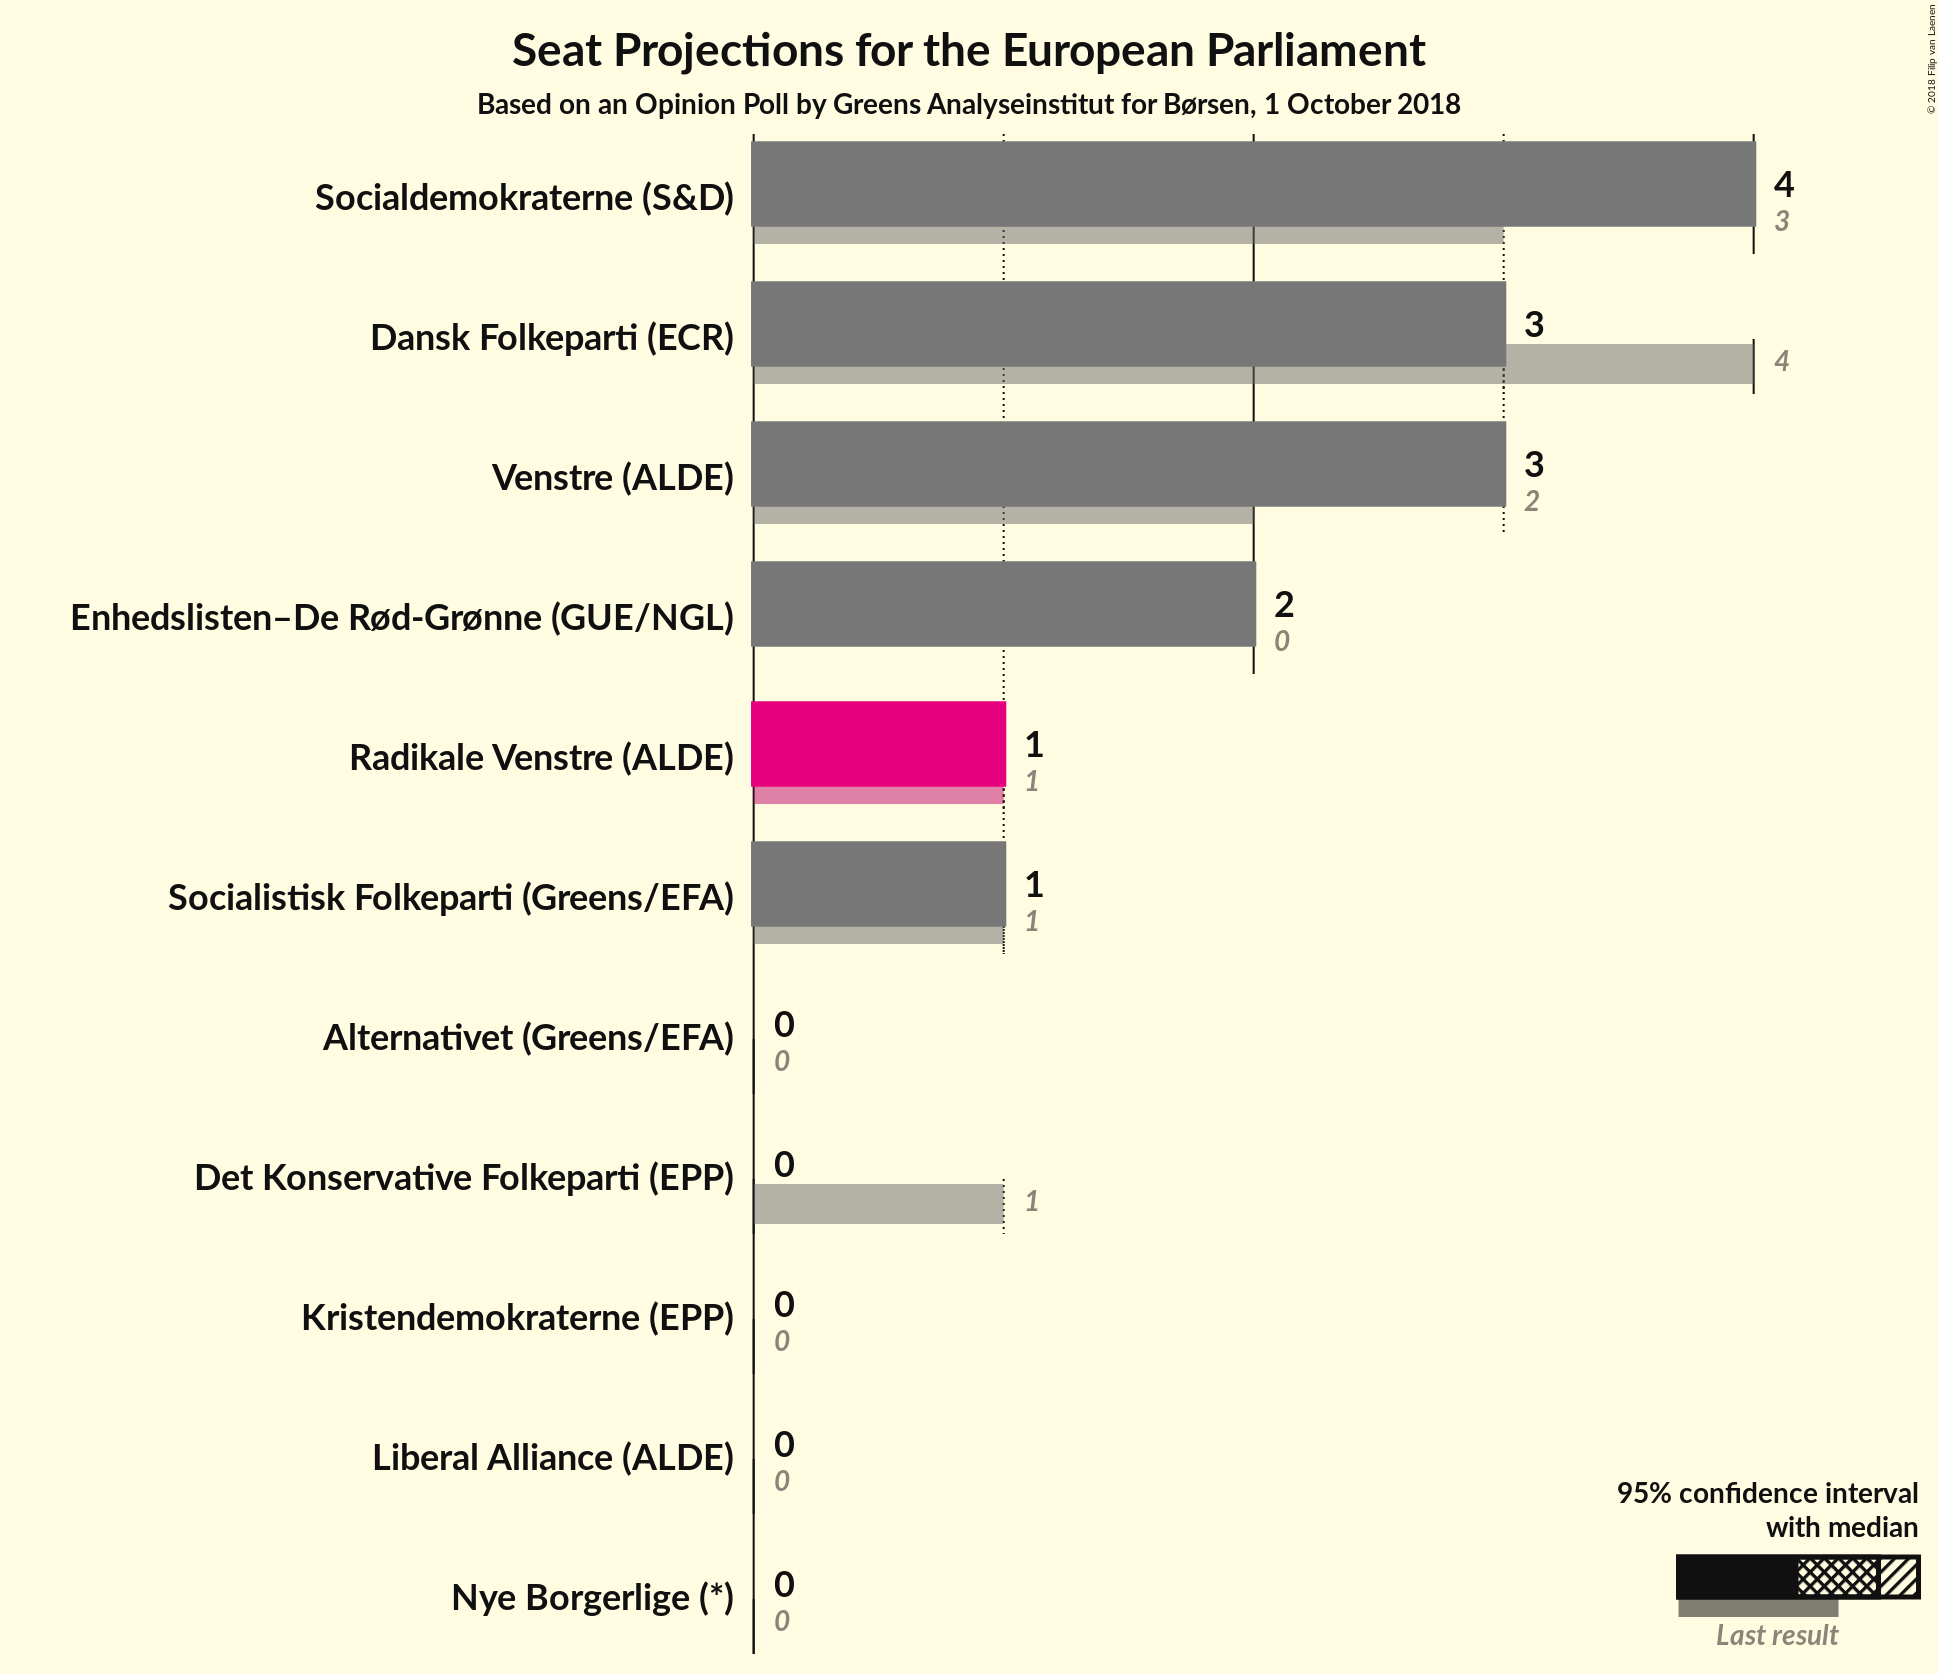 Seat Projections for the European Parliament
Based on an Opinion Poll by Greens Analyseinstitut for Børsen, 1 October 2018
© 2018 Filip van Laenen
Socialdemokraterne (S&D)
4
3
Dansk Folkeparti (ECR)
3
4
Venstre (ALDE)
3
2
Enhedslisten–De Rød-Grønne (GUE/NGL)
2
0
Radikale Venstre (ALDE)
1
1
Socialistisk Folkeparti (Greens/EFA)
1
1
Alternativet (Greens/EFA)
0
0
Det Konservative Folkeparti (EPP)
0
1
Kristendemokraterne (EPP)
0
0
Liberal Alliance (ALDE)
0
0
Nye Borgerlige (*)
0
0
95% confidence interval
with median
Last result